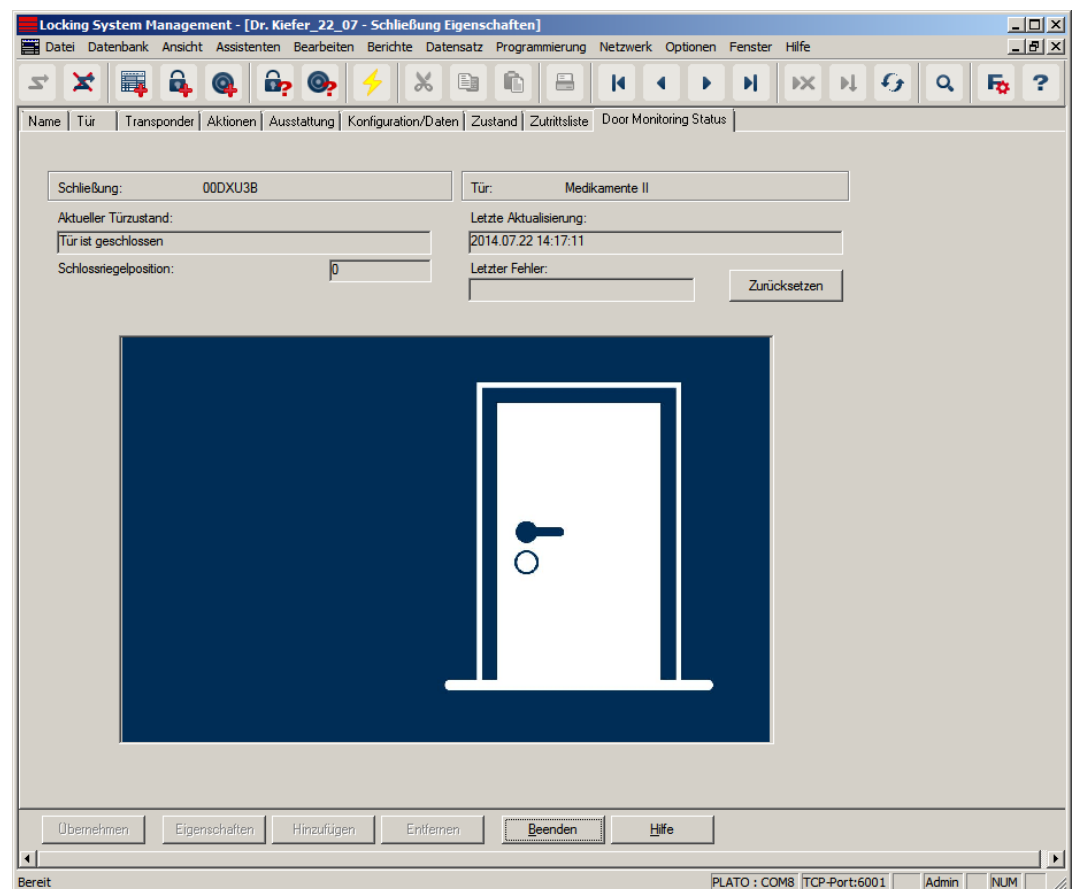 Locking System Management - [Dr. Kiefer_22_07 - Schließung Eigenschaften]
Datei Datenbank Ansicht Assistenten Bearbeiten Berichte Datensatz Programmierung Netzwerk Optionen Fenster Hilfe
Name Tür Transponder Aktionen Ausstattung Konfiguration/Daten Zustand Zutrittsliste Door Monitoring Status
Schließung: 00DXU3B Tür: Medikamente II
Aktueller Türzustand: Letzte Aktualisierung:
Tür ist geschlossen 2014.07.22 14:17:11
Schlossriegelposition: 0 Letzter Fehler:
Zurücksetzen
Übernehmen Eigenschaften Hinzufügen Entfernen Beenden Hilfe
Bereit PLATO : COM8 TCP-Port:6001 Admin NUM